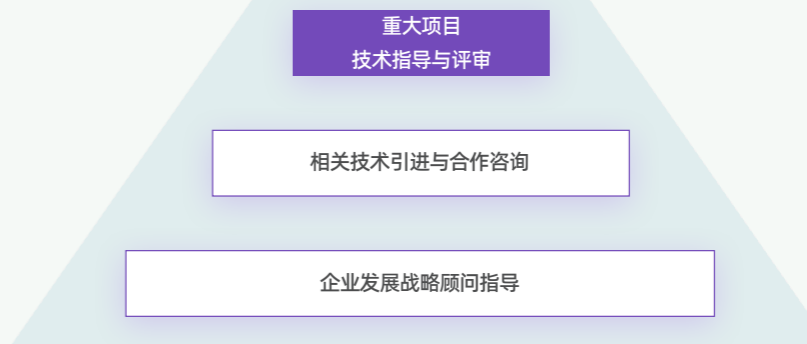 重大项目
技术指导与评审
相关技术引进与合作咨询
企业发展战略顾问指导